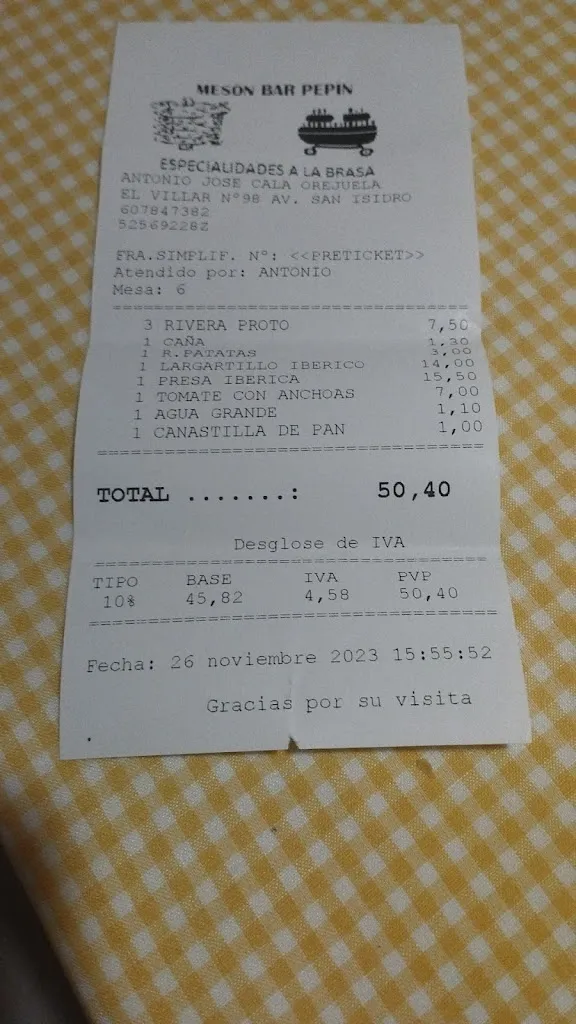 MESON BAR PEPIN
ESPECIALIDADES A LA BRASA
ANTONIO JOSE CALA OREJUELA
EL VILLAR Nº98 AV. SAN ISIDRO
607847382
52569228Z
FRA.SIMPLIF. Nº: <<PRETICKET>>
Atendido por: ANTONIO
Mesa: 6
3 RIVERA PROTO 7,50
1 CAÑA 1,30
1 R.PATATAS 3,00
1 LARGARTILLO IBERICO 14,00
1 PRESA IBERICA 15,50
1 TOMATE CON ANCHOAS 7,00
1 AGUA GRANDE 1,10
1 CANASTILLA DE PAN 1,00
TOTAL .......: 50,40
Desglose de IVA
TIPO BASE IVA PVP
10% 45,82 4,58 50,40
Fecha: 26 noviembre 2023 15:55:52
Gracias por su visita